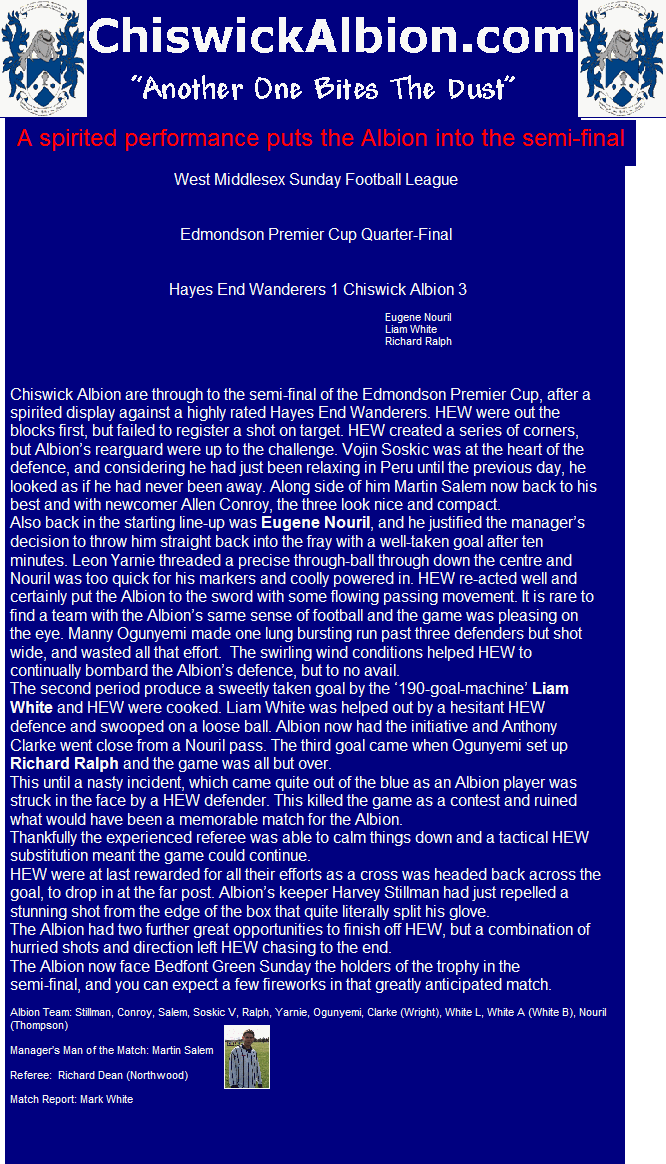 ChiswickAlbion.com
“Another One Bites The Dust”
A spirited performance puts the Albion into the semi-final
West Middlesex Sunday Football League
Edmondson Premier Cup Quarter-Final
Hayes End Wanderers 1 Chiswick Albion 3
Eugene Nouril
Liam White
Richard Ralph
Chiswick Albion are through to the semi-final of the Edmondson Premier Cup, after a
spirited display against a highly rated Hayes End Wanderers. HEW were out the
blocks first, but failed to register a shot on target. HEW created a series of corners,
but Albion’s rearguard were up to the challenge. Vojin Soskic was at the heart of the
defence, and considering he had just been relaxing in Peru until the previous day, he
looked as if he had never been away. Along side of him Martin Salem now back to his
best and with newcomer Allen Conroy, the three look nice and compact.
Also back in the starting line-up was Eugene Nouril, and he justified the manager’s
decision to throw him straight back into the fray with a well-taken goal after ten
minutes. Leon Yarnie threaded a precise through-ball through down the centre and
Nouril was too quick for his markers and coolly powered in. HEW re-acted well and
certainly put the Albion to the sword with some flowing passing movement. It is rare to
find a team with the Albion’s same sense of football and the game was pleasing on
the eye. Manny Ogunyemi made one lung bursting run past three defenders but shot
wide, and wasted all that effort.  The swirling wind conditions helped HEW to
continually bombard the Albion’s defence, but to no avail.
The second period produce a sweetly taken goal by the ‘190-goal-machine’ Liam
White and HEW were cooked. Liam White was helped out by a hesitant HEW
defence and swooped on a loose ball. Albion now had the initiative and Anthony
Clarke went close from a Nouril pass. The third goal came when Ogunyemi set up
Richard Ralph and the game was all but over.
This until a nasty incident, which came quite out of the blue as an Albion player was
struck in the face by a HEW defender. This killed the game as a contest and ruined
what would have been a memorable match for the Albion.
Thankfully the experienced referee was able to calm things down and a tactical HEW
substitution meant the game could continue.
HEW were at last rewarded for all their efforts as a cross was headed back across the
goal, to drop in at the far post. Albion’s keeper Harvey Stillman had just repelled a
stunning shot from the edge of the box that quite literally split his glove.
The Albion had two further great opportunities to finish off HEW, but a combination of
hurried shots and direction left HEW chasing to the end.
The Albion now face Bedfont Green Sunday the holders of the trophy in the
semi-final, and you can expect a few fireworks in that greatly anticipated match.
Albion Team: Stillman, Conroy, Salem, Soskic V, Ralph, Yarnie, Ogunyemi, Clarke (Wright), White L, White A (White B), Nouril
(Thompson)
Manager’s Man of the Match: Martin Salem
Referee:  Richard Dean (Northwood)
Match Report: Mark White